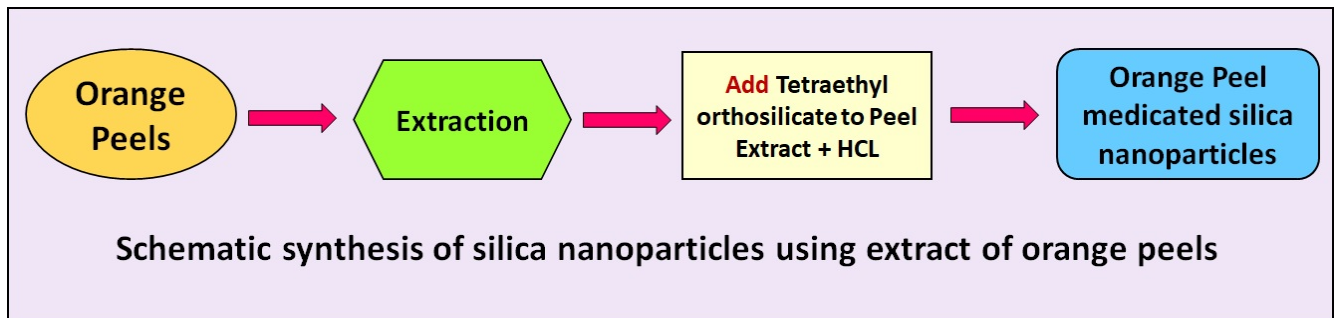 Orange
Peels
Extraction
Add Tetraethyl
orthosilicate to Peel
Extract + HCL
Orange Peel
medicated silica
nanoparticles
Schematic synthesis of silica nanoparticles using extract of orange peels